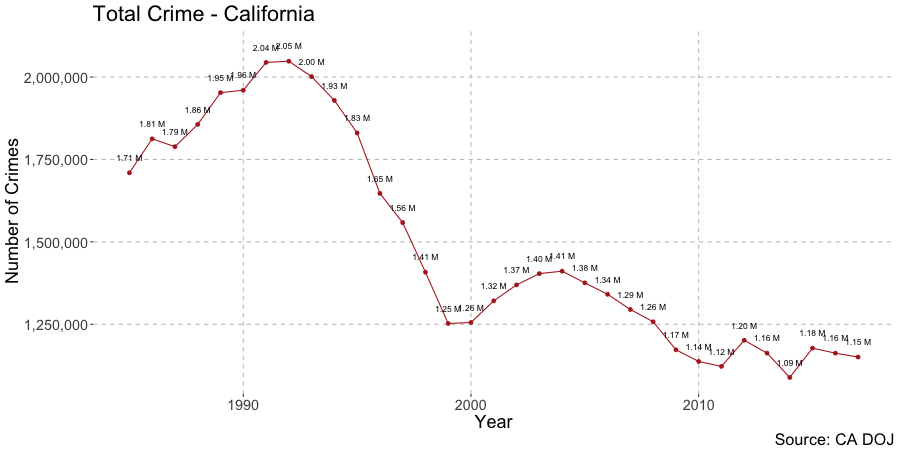 Total Crime - California
Number of Crimes
2,000,000
1,750,000
1,500,000
1,250,000
1.71 M
1.81 M
1.79 M
1.86 M
1.95 M
1.96 M
2.04 M
2.05 M
2.00 M
1.93 M
1.83 M
1.65 M
1.56 M
1.41 M
1.25 M
1.26 M
1.32 M
1.37 M
1.40 M
1.41 M
1.38 M
1.34 M
1.29 M
1.26 M
1.17 M
1.14 M
1.12 M
1.20 M
1.16 M
1.09 M
1.18 M
1.16 M
1.15 M
1990 2000 2010
Year
Source: CA DOJ